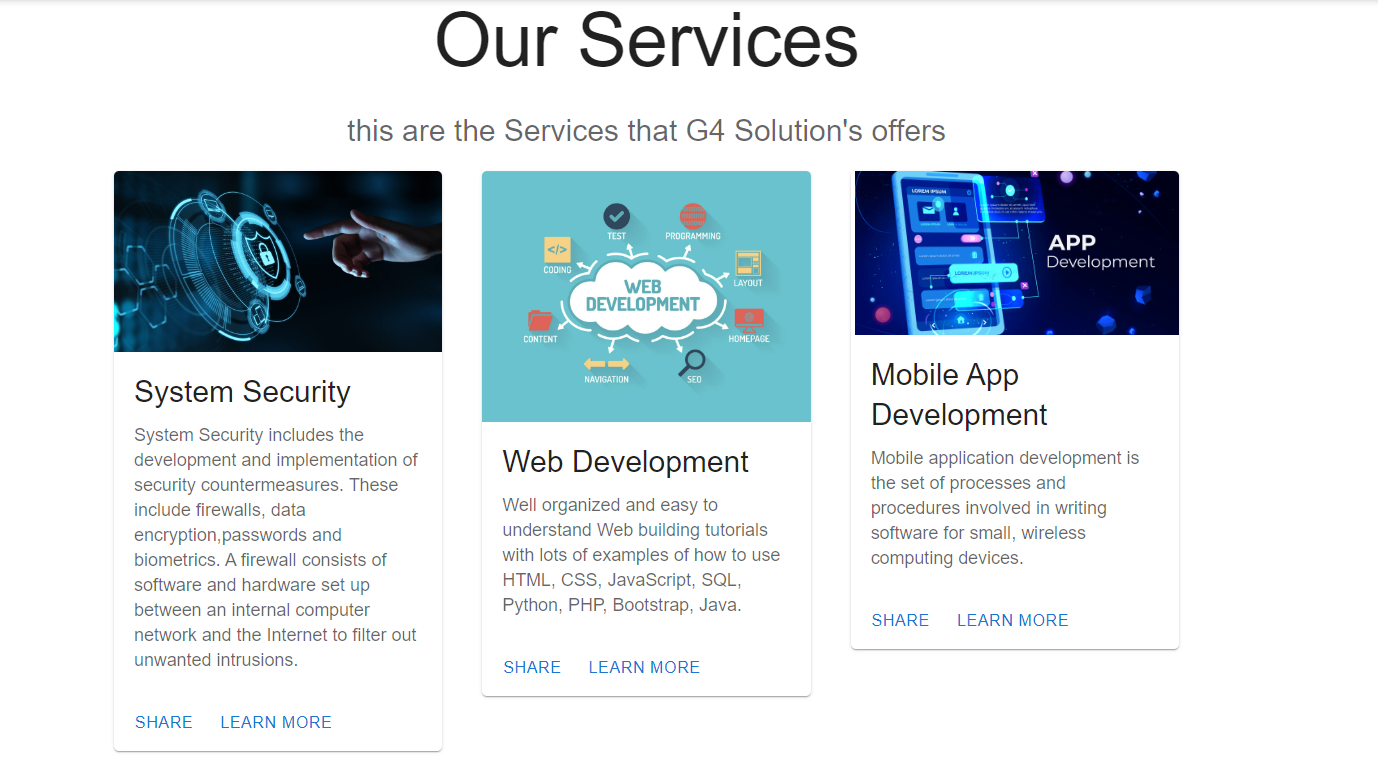 Our Services
this are the Services that G4 Solution's offers
System Security
System Security includes the
development and implementation of
security countermeasures. These
include firewalls, data
encryption,passwords and
biometrics. A firewall consists of
software and hardware set up
between an internal computer
network and the Internet to filter out
unwanted intrusions.
SHARE LEARN MORE
TEST
PROGRAMMING
CODING
LAYOUT
WEB
DEVELOPMENT
CONTENT
HOMEPAGE
NAVIGATION
SEO
Web Development
Well organized and easy to
understand Web building tutorials
with lots of examples of how to use
HTML, CSS, JavaScript, SQL,
Python, PHP, Bootstrap, Java.
SHARE LEARN MORE
LOREM IPSUM
LOREM IPSUM
APP
Development
Mobile App
Development
Mobile application development is
the set of processes and
procedures involved in writing
software for small, wireless
computing devices.
SHARE LEARN MORE